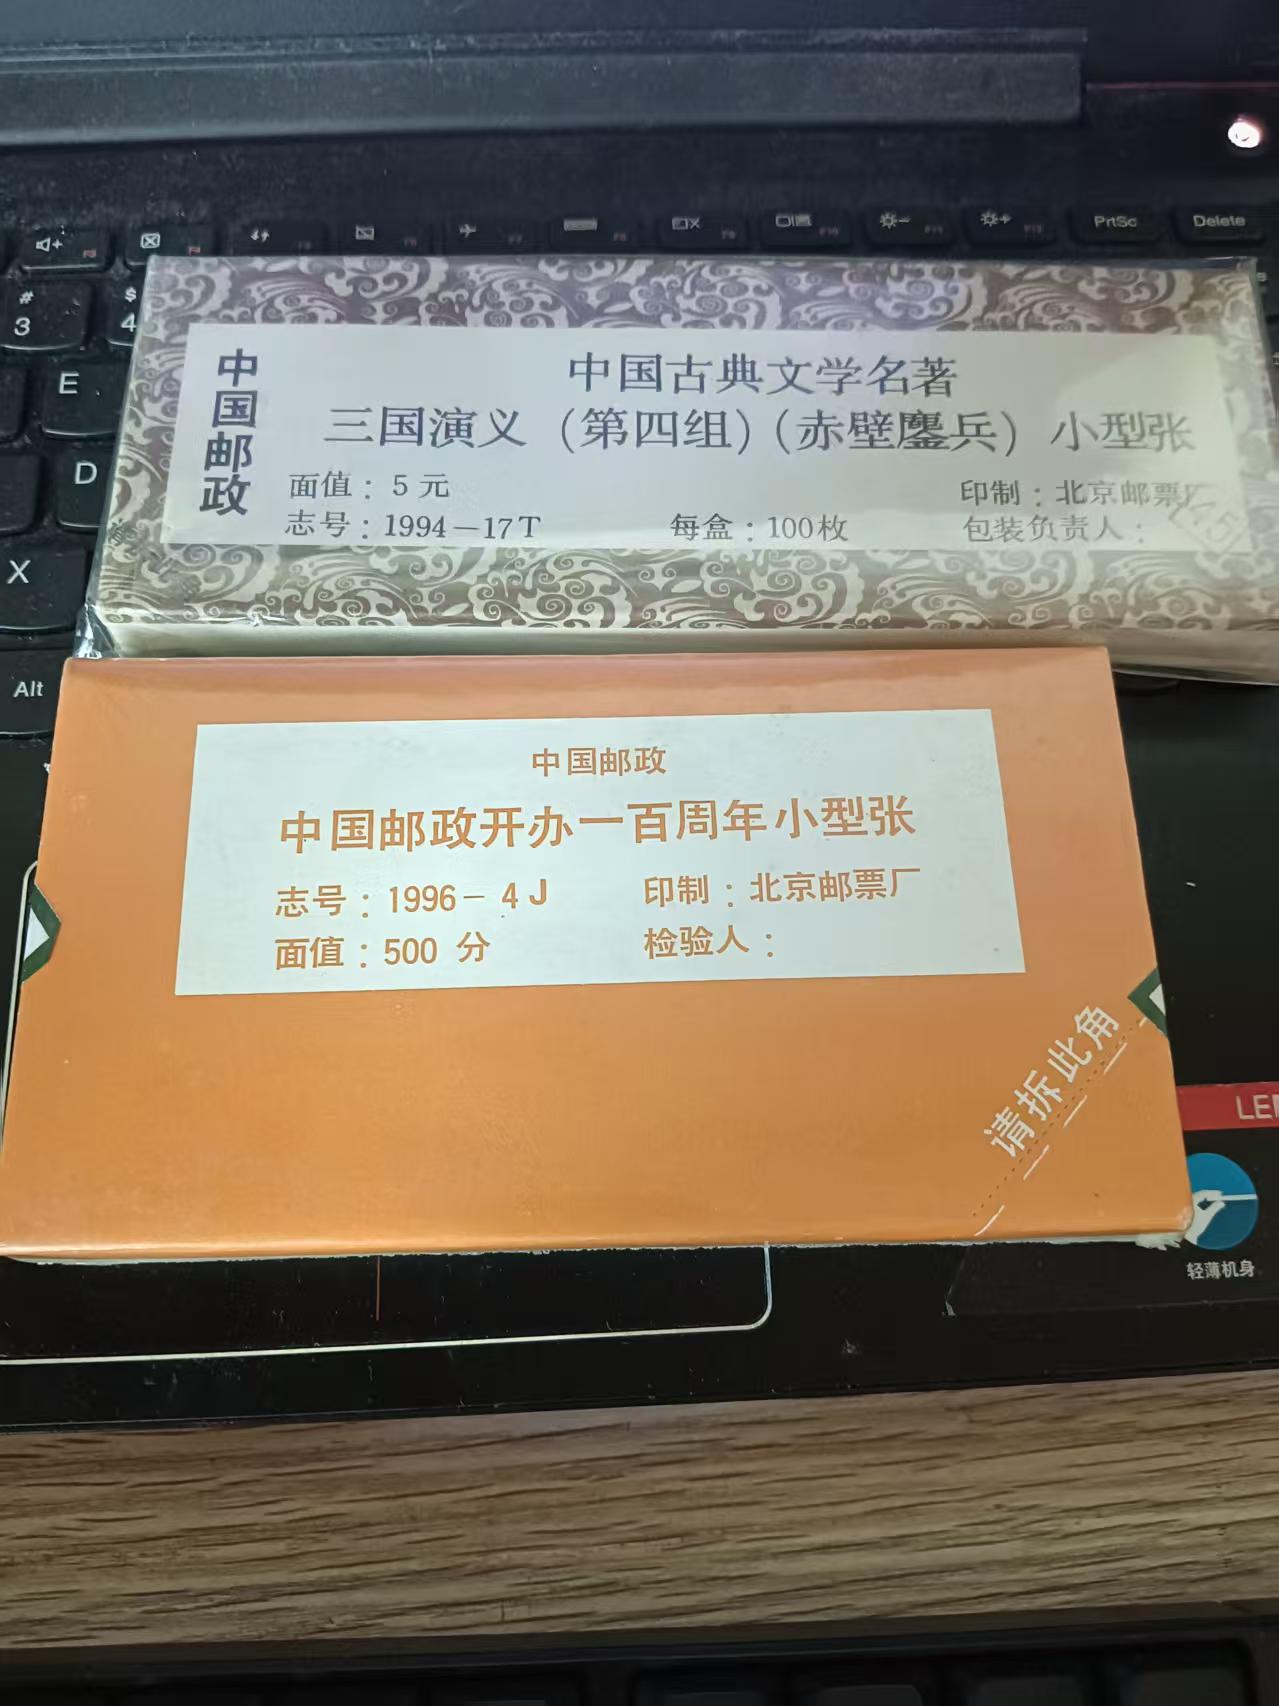 PrtSc
Delete
#
3
$
4
E
D
X
Alt
中国邮政
中国古典文学名著
三国演义（第四组）（赤壁鏖兵） 小型张
面值：5 元
志号：1994－17T
每盒：100枚
印制：北京邮票厂
包装负责人：
中国邮政
中国邮政开办一百周年小型张
志号：1996－ 4 J
印制：北京邮票厂
面值：500 分
检验人：
请拆此角
轻薄机身